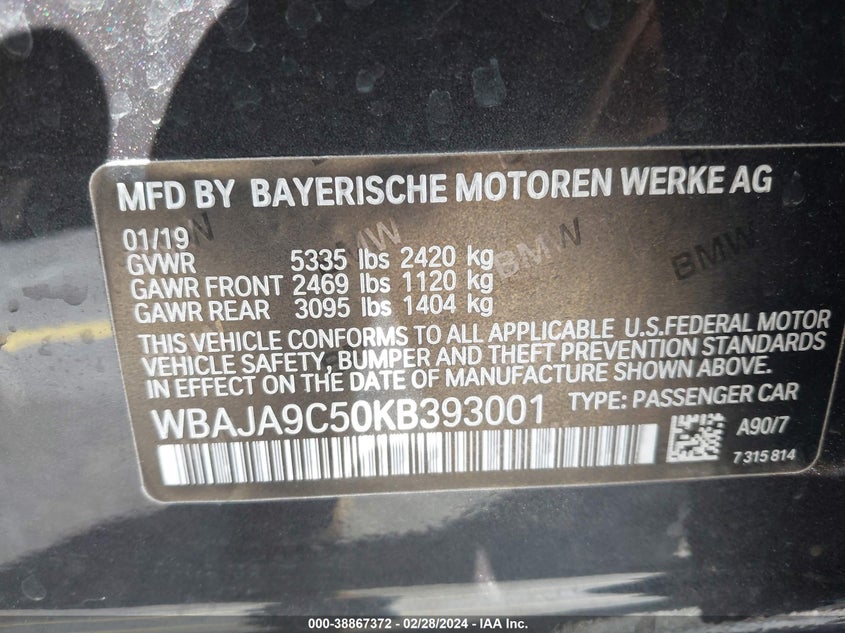 MFD BY BAYERISCHE MOTOREN WERKE AG
01/19
GVWR 5335 lbs 2420 kg
GAWR FRONT 2469 lbs 1120 kg
GAWR REAR 3095 lbs 1404 kg
THIS VEHICLE CONFORMS TO ALL APPLICABLE U.S.FEDERAL MOTOR
VEHICLE SAFETY, BUMPER AND THEFT PREVENTION STANDARDS
IN EFFECT ON THE DATE OF MANUFACTURE SHOWN ABOVE.
WBAJA9C50KB393001 TYPE: PASSENGER CAR
A90/7
7 315 814
BMW
BMW
BMW
000-38867372 - 02/28/2024 - IAA Inc.